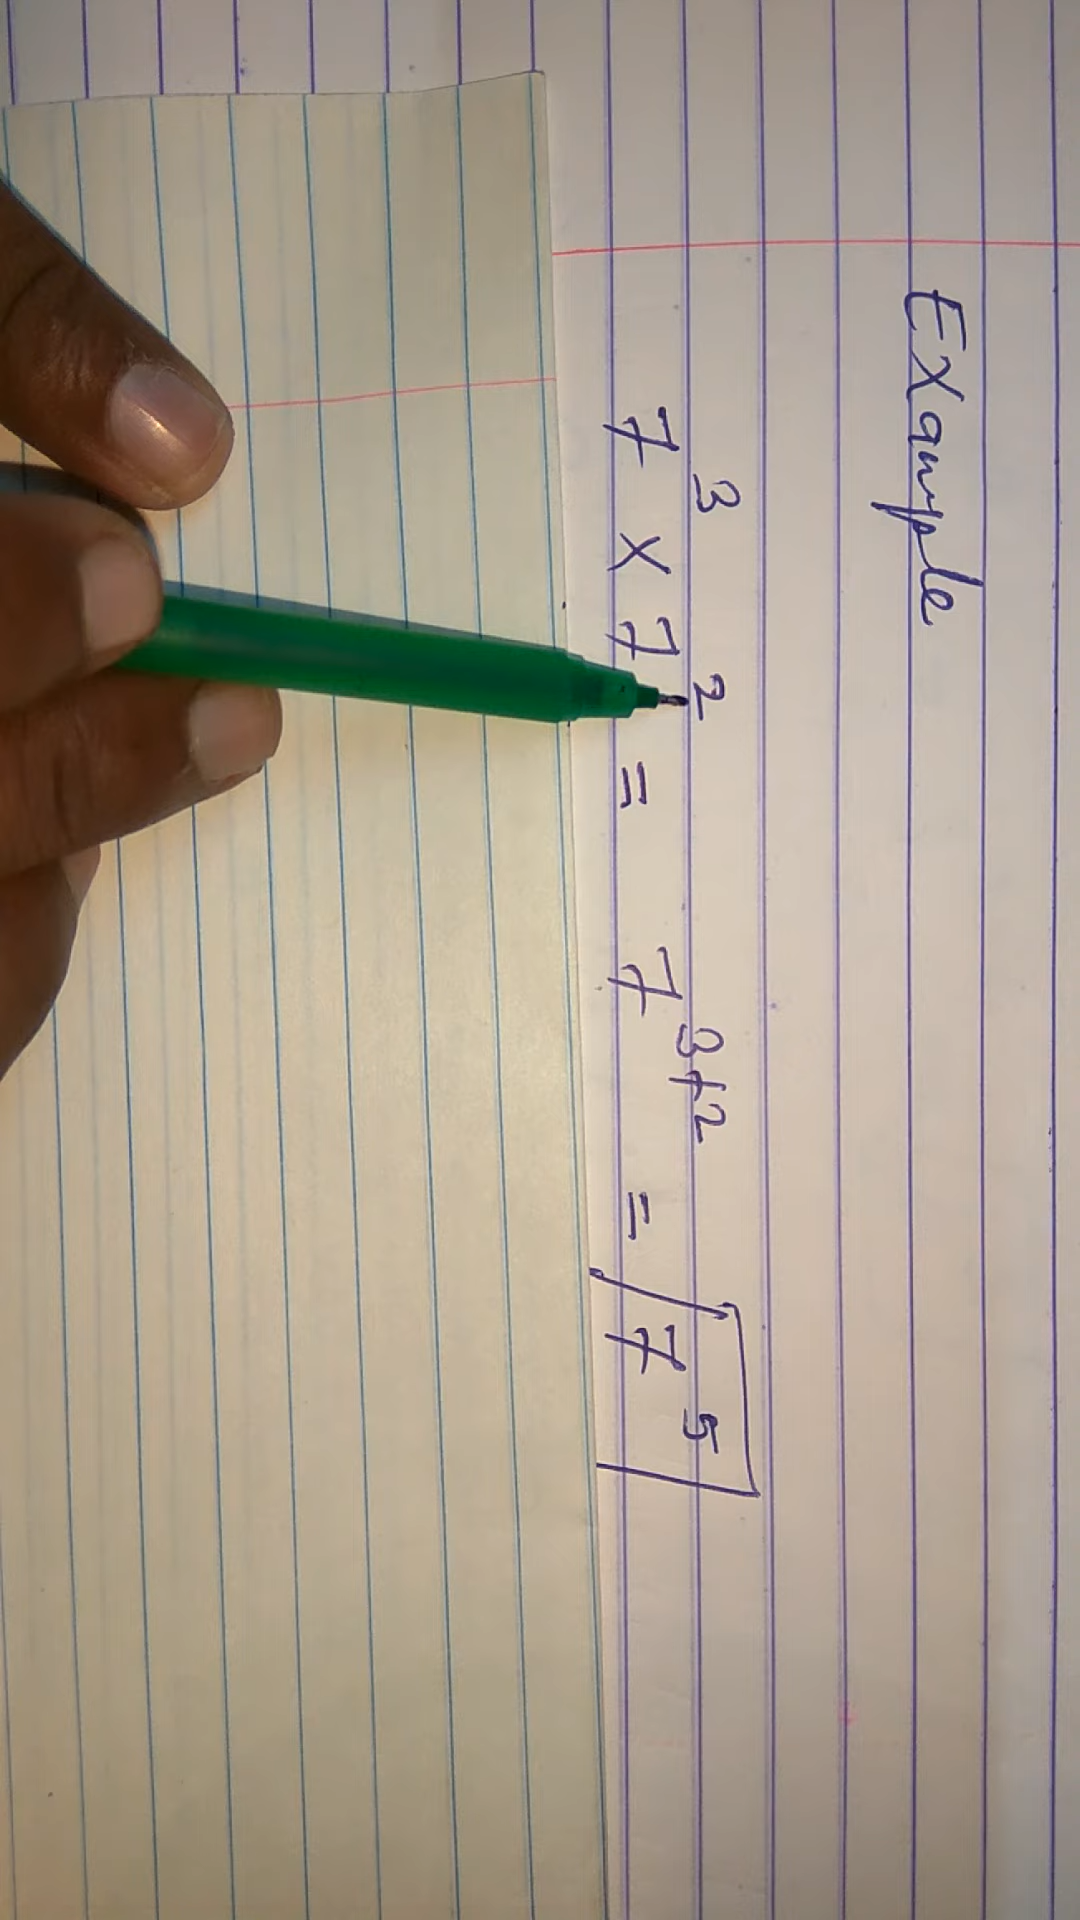 Example
7³ × 7² = 7³⁺² = 7⁵